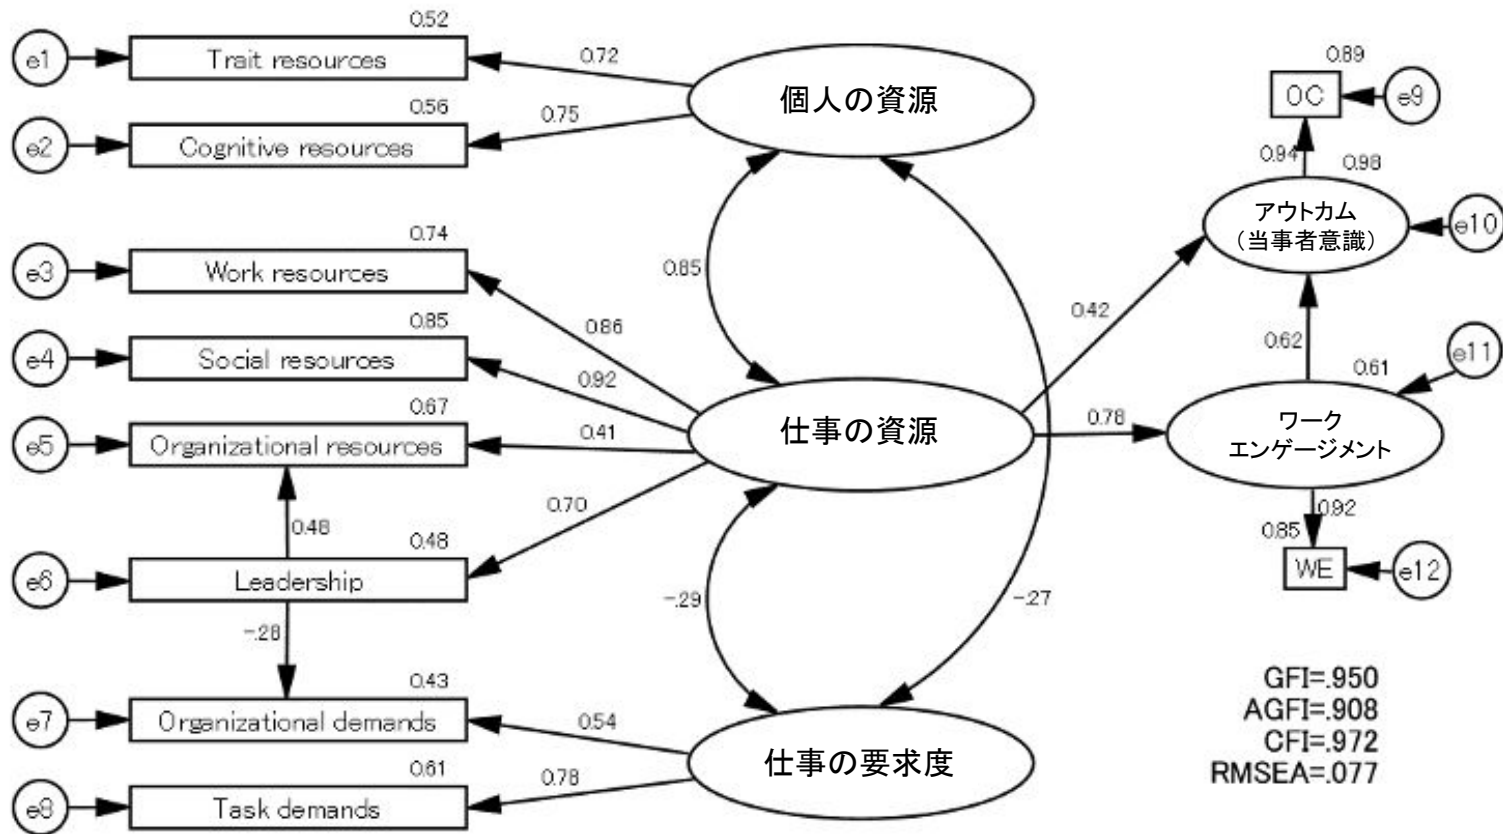 0.52
e1
Trait resources
0.72
個人の資源
0.56
e2
Cognitive resources
0.75
0.74
e3
Work resources
0.86
0.85
0.85
e4
Social resources
0.92
0.67
e5
Organizational resources
0.41
仕事の資源
0.48
0.70
0.48
e6
Leadership
-.28
-.29
-.27
0.43
e7
Organizational demands
0.54
仕事の要求度
0.61
e8
Task demands
0.78
0.89
OC
e9
0.94
0.98
アウトカム
(当事者意識)
e10
0.42
0.62
e11
0.61
0.78
ワーク
エンゲージメント
0.92
0.85
WE
e12
GFI=.950
AGFI=.908
CFI=.972
RMSEA=.077